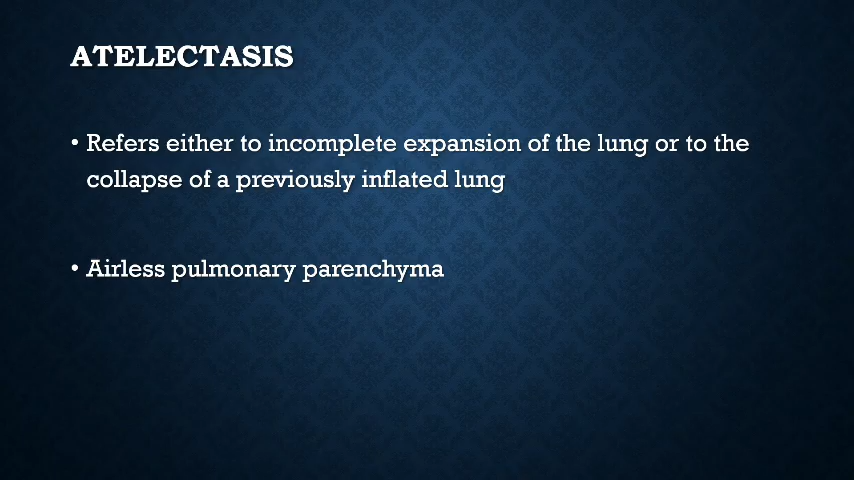 ATELECTASIS
• Refers either to incomplete expansion of the lung or to the
collapse of a previously inflated lung
• Airless pulmonary parenchyma